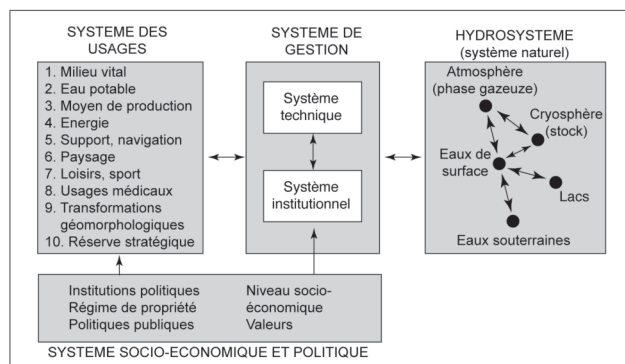 SYSTEME DES
USAGES
1. Milieu vital
2. Eau potable
3. Moyen de production
4. Energie
5. Support, navigation
6. Paysage
7. Loisirs, sport
8. Usages médicaux
9. Transformations
géomorphologiques
10. Réserve stratégique
SYSTEME DE
GESTION
Système
technique
Système
institutionnel
HYDROSYSTEME
(système naturel)
Atmosphère
(phase gazeuze)
Cryosphère
(stock)
Eaux de
surface
Lacs
Eaux souterraines
Institutions politiques
Régime de propriété
Politiques publiques
Niveau socio-
économique
Valeurs
SYSTEME SOCIO-ECONOMIQUE ET POLITIQUE